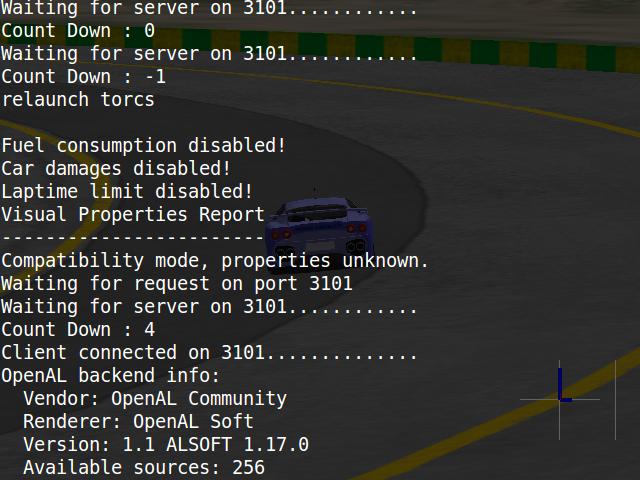 Waiting for server on 3101............
Count Down : 0
Waiting for server on 3101............
Count Down : -1
relaunch torcs
Fuel consumption disabled!
Car damages disabled!
Laptime limit disabled!
Visual Properties Report
------------------------
Compatibility mode, properties unknown.
Waiting for request on port 3101
Waiting for server on 3101............
Count Down : 4
Client connected on 3101..............
OpenAL backend info:
  Vendor: OpenAL Community
  Renderer: OpenAL Soft
  Version: 1.1 ALSOFT 1.17.0
  Available sources: 256